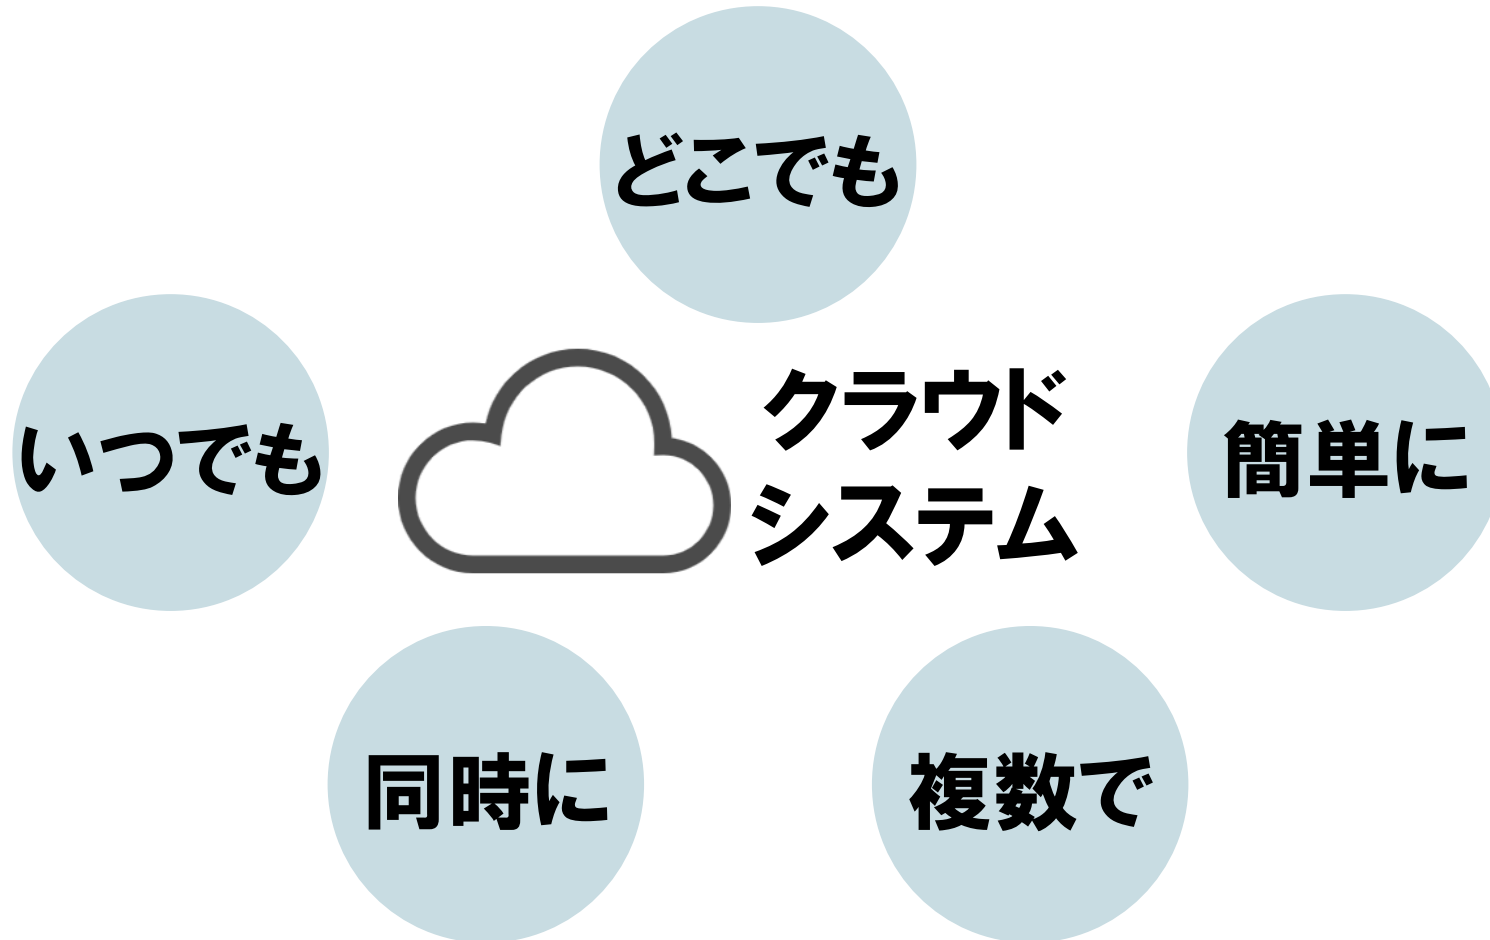 どこでも
いつでも
クラウド
システム
簡単に
同時に
複数で